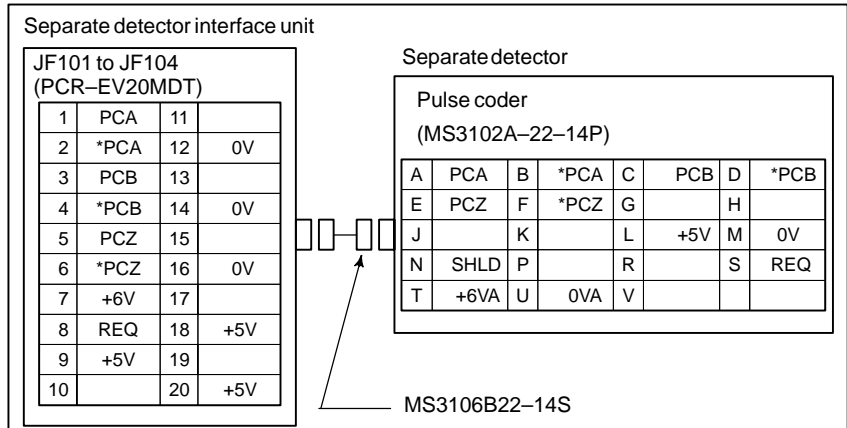 Separate detector interface unit
JF101 to JF104
(PCR–EV20MDT)
1 PCA 11
2 *PCA 12 0V
3 PCB 13
4 *PCB 14 0V
5 PCZ 15
6 *PCZ 16 0V
7 +6V 17
8 REQ 18 +5V
9 +5V 19
10 20 +5V
Separate detector
Pulse coder
(MS3102A–22–14P)
A PCA B *PCA C PCB D *PCB
E PCZ F *PCZ G H
J K L +5V M 0V
N SHLD P R S REQ
T +6VA U 0VA V
MS3106B22–14S